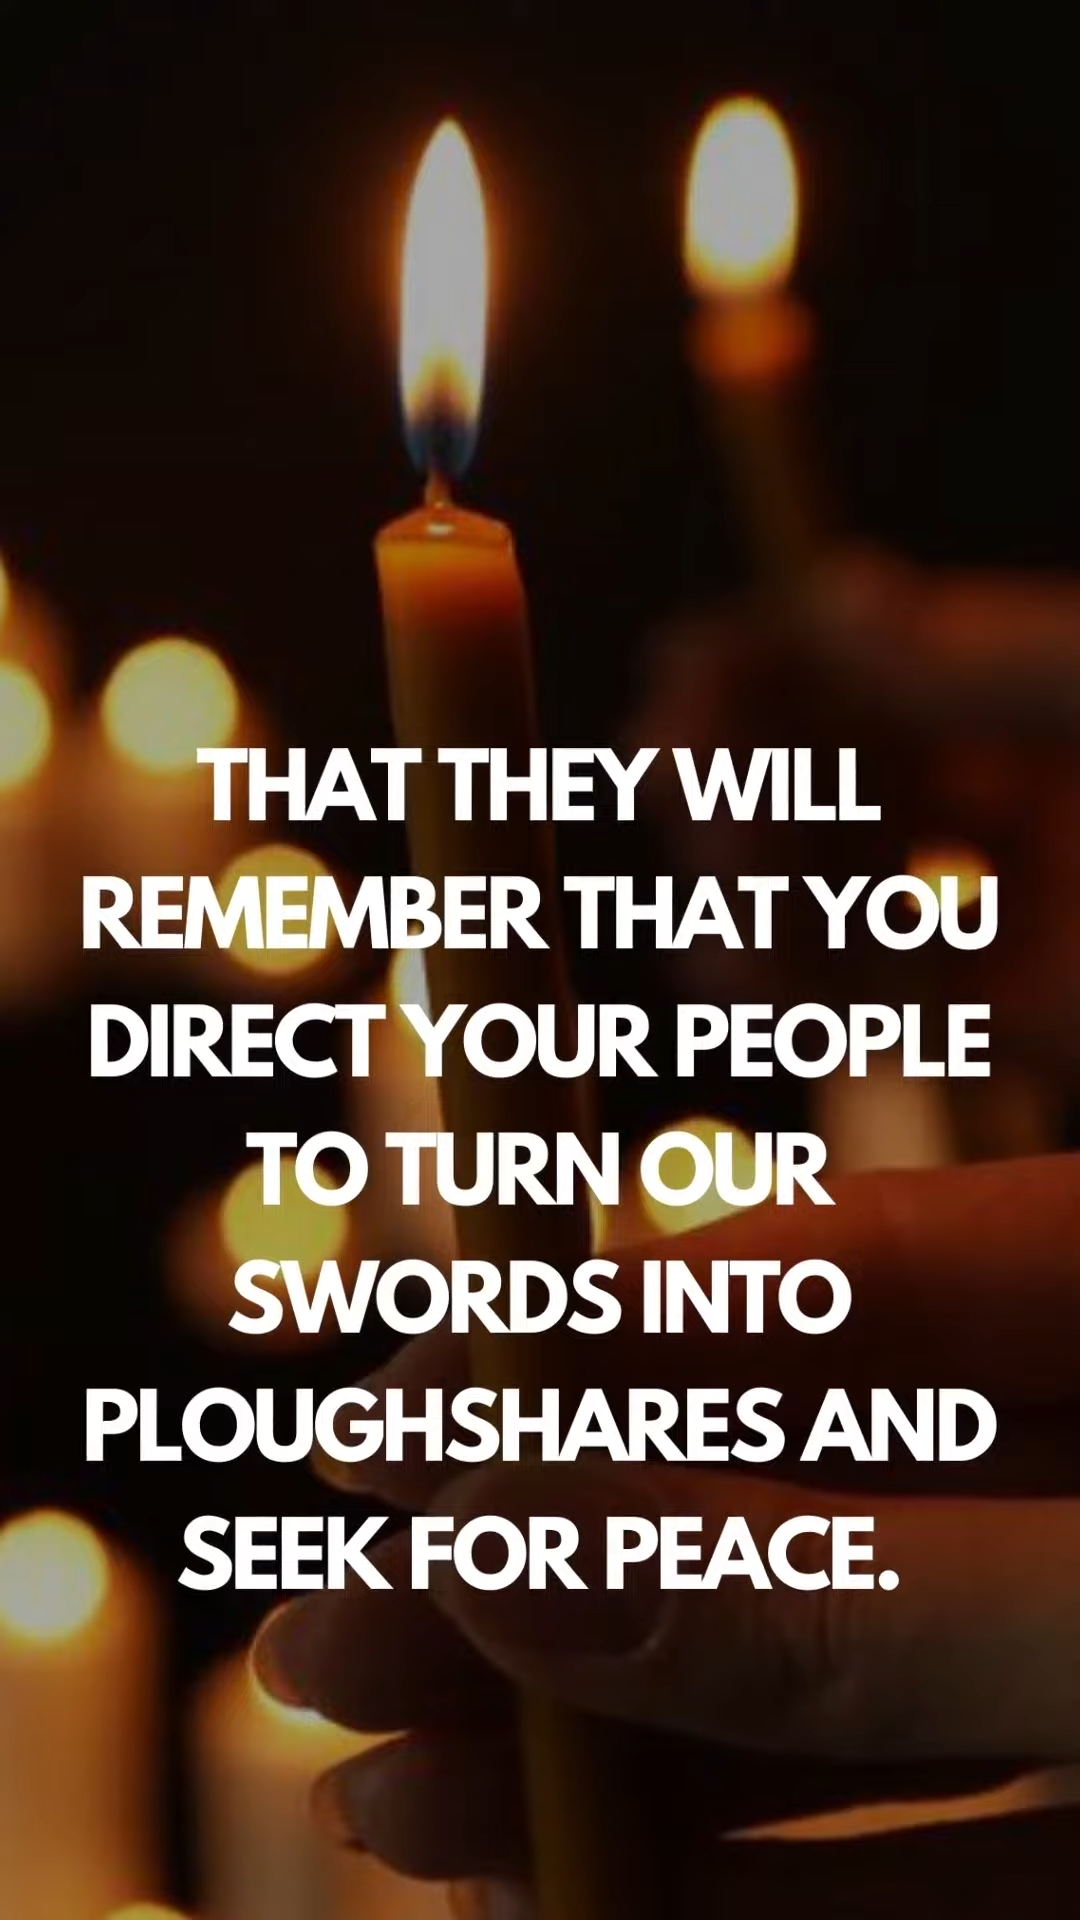 THAT THEY WILL
REMEMBER THAT YOU
DIRECT YOUR PEOPLE
TO TURN OUR
SWORDS INTO
PLOUGHSHARES AND
SEEK FOR PEACE.